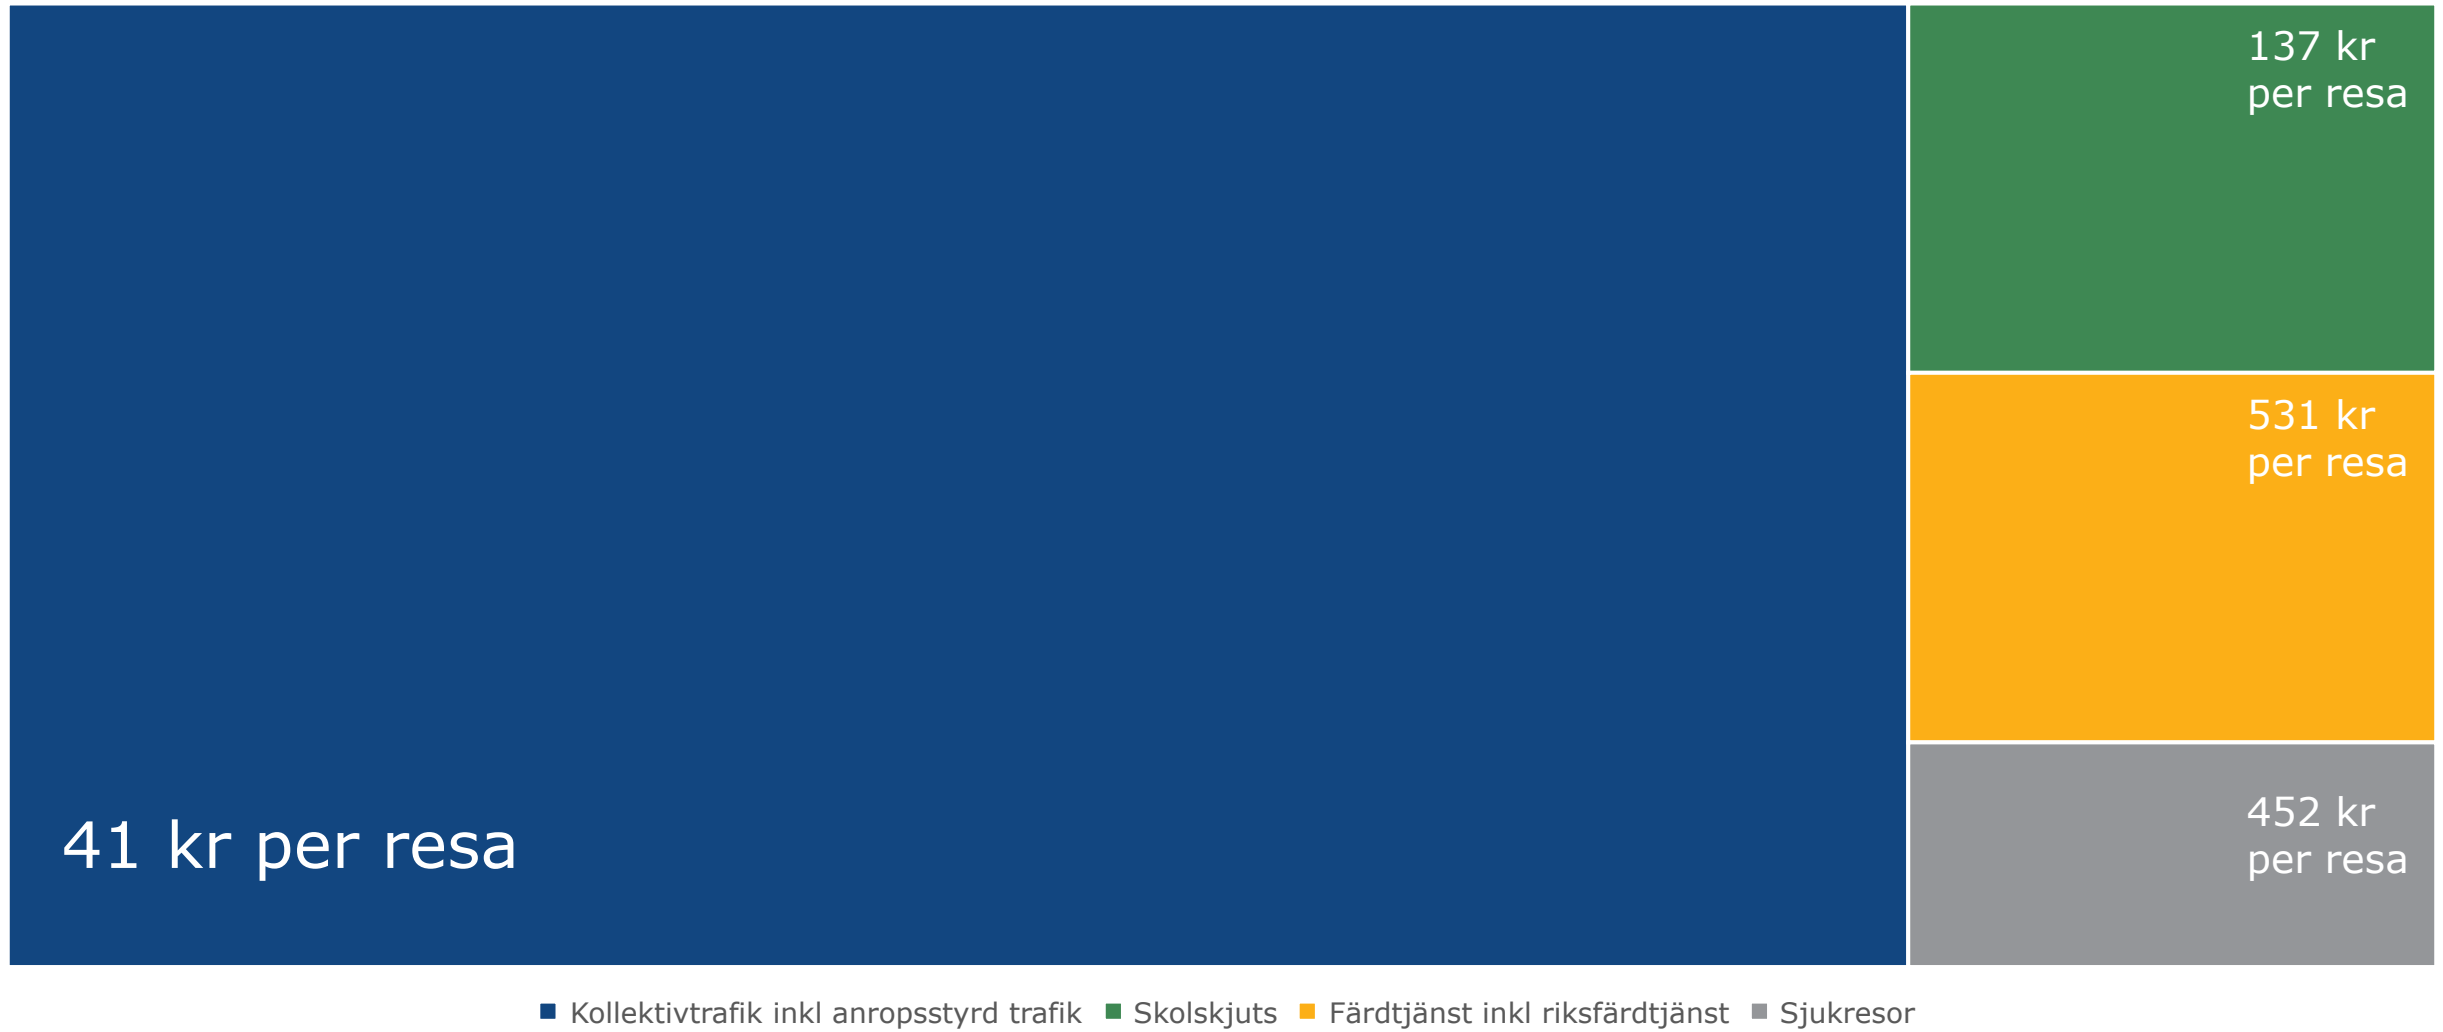 137 kr
per resa
531 kr
per resa
452 kr
per resa
41 kr per resa
Kollektivtrafik inkl anropsstyrd trafik Skolskjuts Färdtjänst inkl riksfärdtjänst Sjukresor